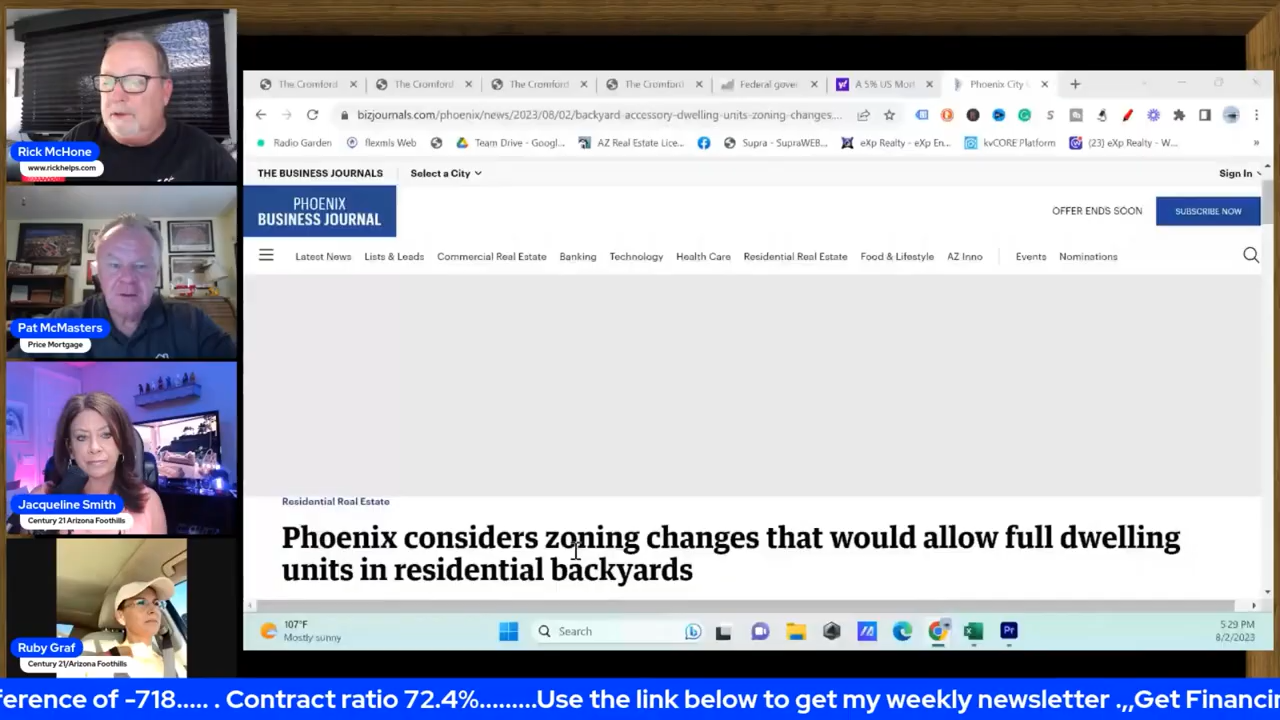 Rick McHone
www.rickhelps.com
Pat McMasters
Price Mortgage
Jacqueline Smith
Century 21 Arizona Foothills
Ruby Graf
Century 21/Arizona Foothills
The Cromford
The Cromford
The Cromford
The Cromford
Federal gover
A 5% US Mor
Phoenix City
bizjournals.com/phoenix/news/2023/08/02/backyard-accessory-dwelling-units-zoning-changes....
Radio Garden
flexmls Web
Team Drive - Googl...
AZ Real Estate Lice...
Supra - SupraWEB...
eXp Realty - eXp En...
kvCORE Platform
(23) eXp Realty - W...
»
THE BUSINESS JOURNALS
Select a City
Sign In
PHOENIX
BUSINESS JOURNAL
OFFER ENDS SOON
SUBSCRIBE NOW
Latest News Lists & Leads Commercial Real Estate Banking Technology Health Care Residential Real Estate Food & Lifestyle AZ Inno Events Nominations
Residential Real Estate
Phoenix considers zoning changes that would allow full dwelling
units in residential backyards
107°F
Mostly sunny
Search
Pr
5:29 PM
8/2/2023
ference of -718..... . Contract ratio 72.4%.........Use the link below to get my weekly newsletter .,,Get Financin